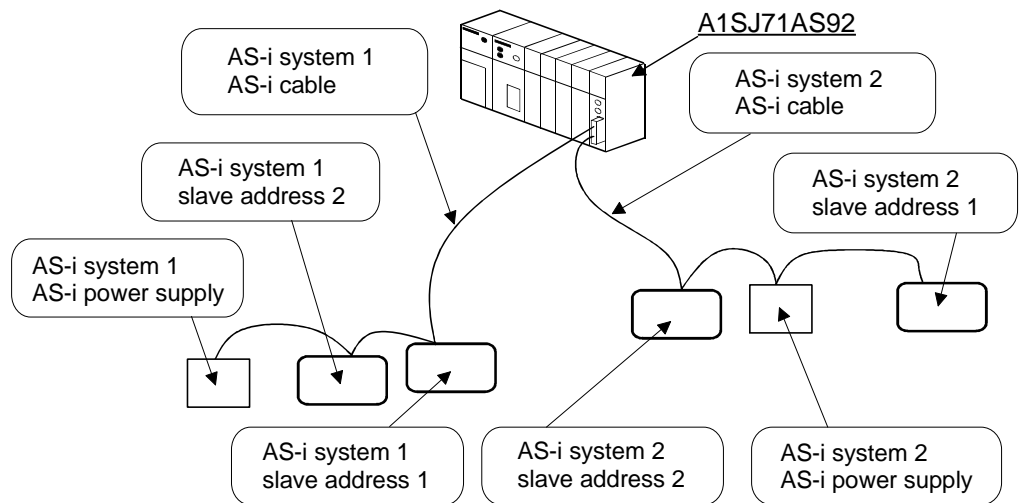 A1SJ71AS92
AS-i system 1
AS-i cable
AS-i system 2
AS-i cable
AS-i system 1
slave address 2
AS-i system 2
slave address 1
AS-i system 1
AS-i power supply
AS-i system 1
slave address 1
AS-i system 2
slave address 2
AS-i system 2
AS-i power supply